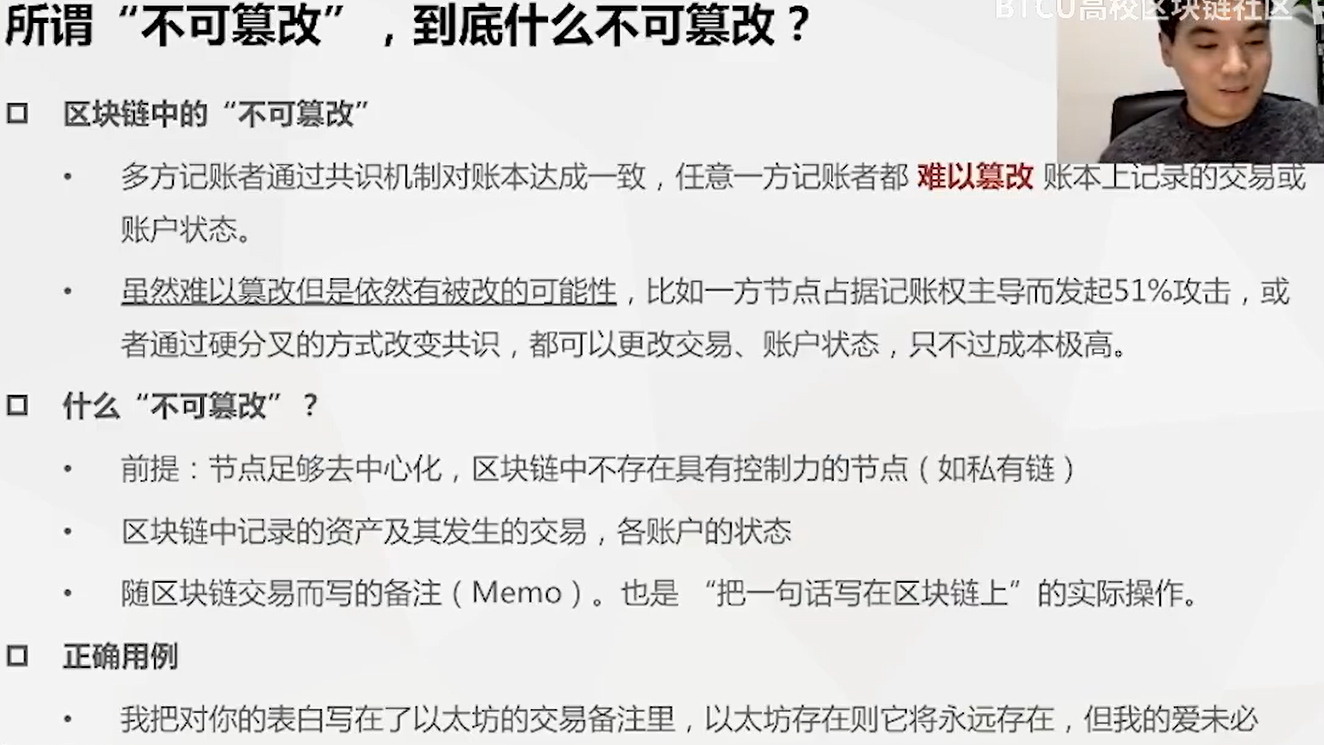 BTCU高校区块链社区
所谓“不可篡改”，到底什么不可篡改？
区块链中的“不可篡改”
• 多方记账者通过共识机制对账本达成一致，任意一方记账者都 难以篡改 账本上记录的交易或
账户状态。
• 虽然难以篡改但是依然有被改的可能性，比如一方节点占据记账权主导而发起51%攻击，或
者通过硬分叉的方式改变共识，都可以更改交易、账户状态，只不过成本极高。
什么“不可篡改”？
• 前提：节点足够去中心化，区块链中不存在具有控制力的节点（如私有链）
• 区块链中记录的资产及其发生的交易，各账户的状态
• 随区块链交易而写的备注（Memo）。也是 “把一句话写在区块链上”的实际操作。
正确用例
• 我把对你的表白写在了以太坊的交易备注里，以太坊存在则它将永远存在，但我的爱未必